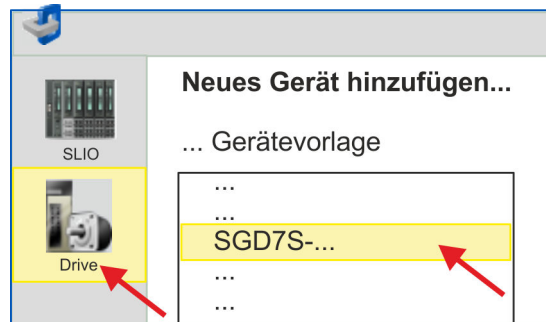 Neues Gerät hinzufügen...
SLIO
... Gerätevorlage
...
...
SGD7S-...
Drive
...
...